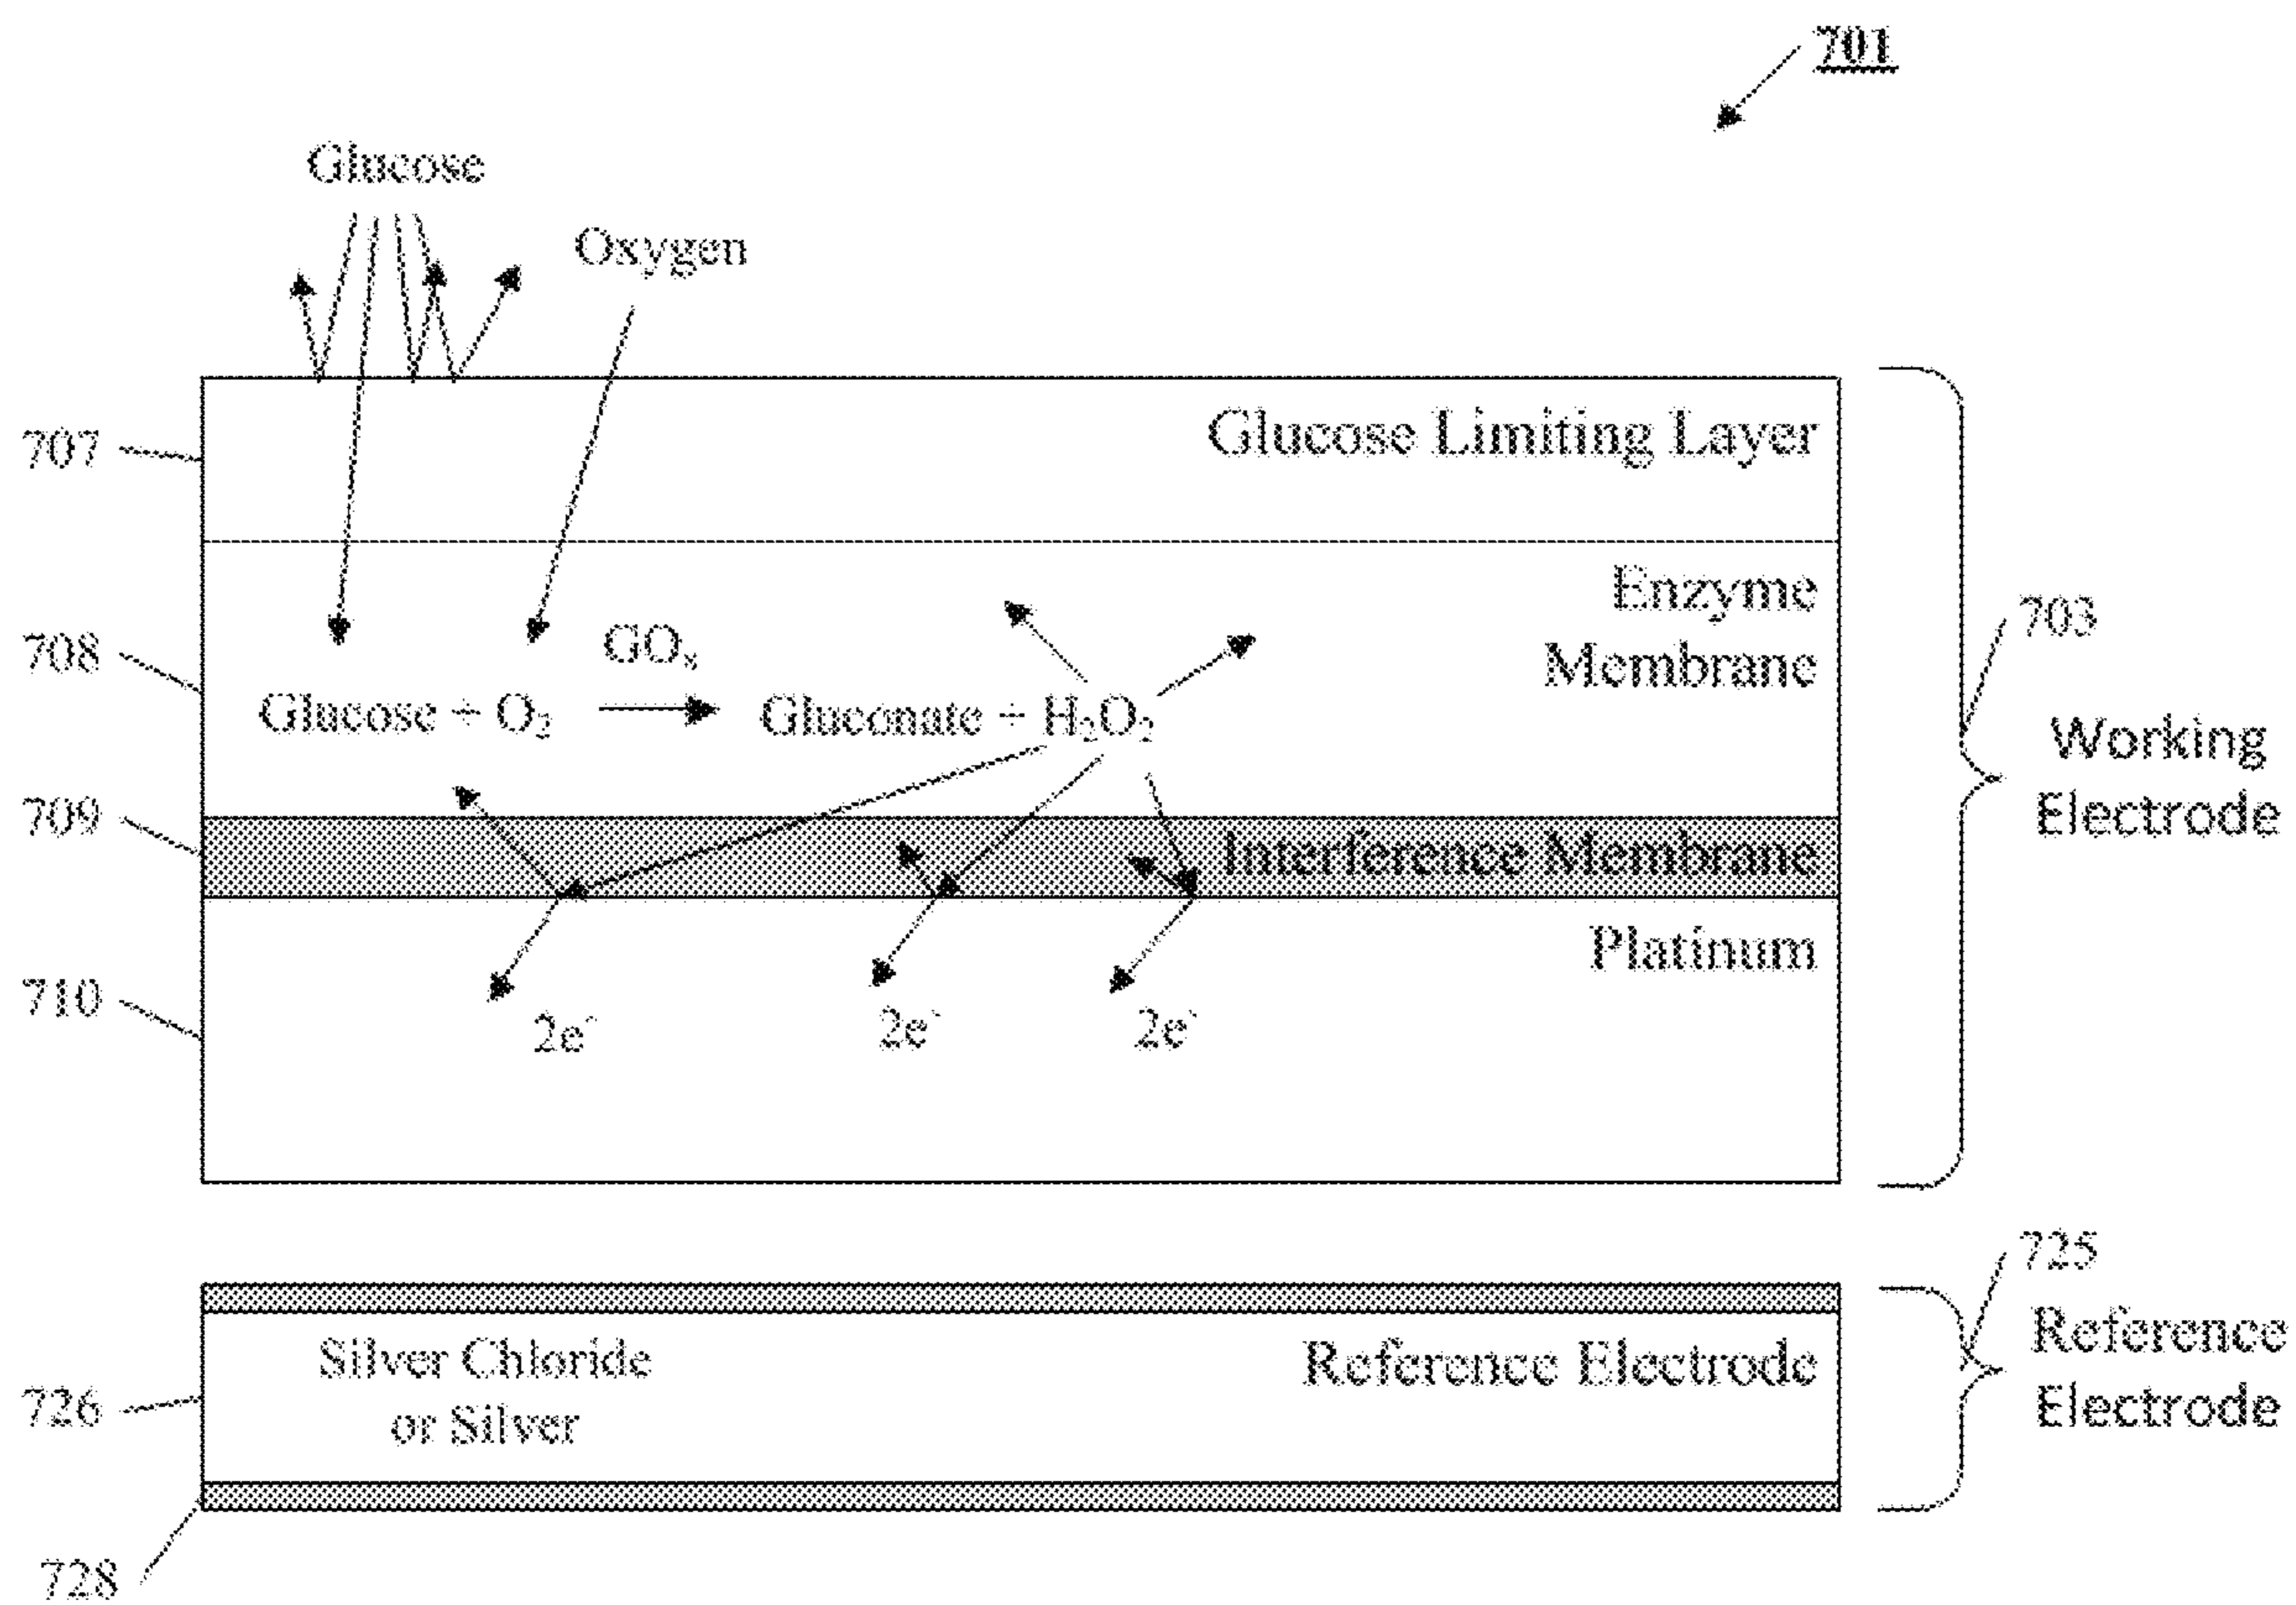 701
Glucose
Oxygen
707
Glucose Limiting Layer
Enzyme
Membrane
703
708
GOₓ
Glucose + O₂
Gluconate + H₂O₂
Working
Electrode
709
Interference Membrane
Platinum
710
2e⁻
2e⁻
2e⁻
725
Reference
Electrode
Silver Chloride
or Silver
Reference Electrode
726
728